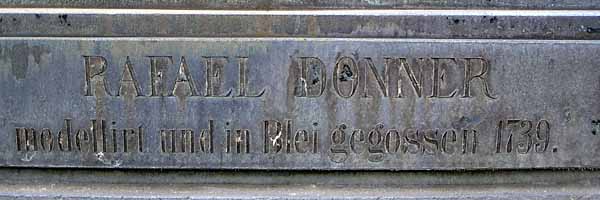 RAFAEL DONNER
modellirt und in Blei gegossen 1739.